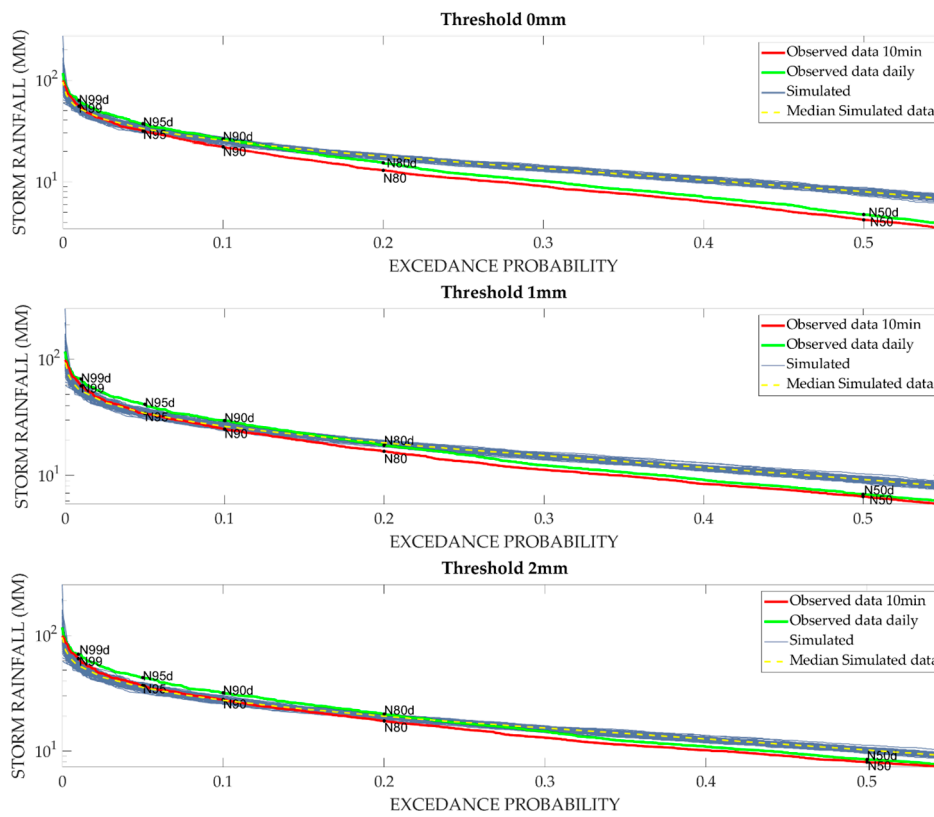 Threshold 0mm
STORM RAINFALL (MM)
10²
10¹
N99d
N99
N95d
N95
N90d
N90
N80d
N80
N50d
N50
Observed data 10min
Observed data daily
Simulated
Median Simulated data
0 0.1 0.2 0.3 0.4 0.5
EXCEDANCE PROBABILITY
Threshold 1mm
STORM RAINFALL (MM)
10²
10¹
N99d
N99
N95d
N95
N90d
N90
N80d
N80
N50d
N50
Observed data 10min
Observed data daily
Simulated
Median Simulated data
0 0.1 0.2 0.3 0.4 0.5
EXCEDANCE PROBABILITY
Threshold 2mm
STORM RAINFALL (MM)
10²
10¹
N99d
N99
N95d
N95
N90d
N90
N80d
N80
N50d
N50
Observed data 10min
Observed data daily
Simulated
Median Simulated data
0 0.1 0.2 0.3 0.4 0.5
EXCEDANCE PROBABILITY